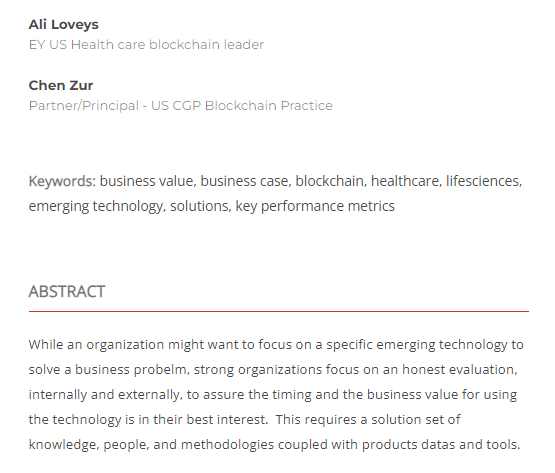 Ali Loveys
EY US Health care blockchain leader
Chen Zur
Partner/Principal - US CGP Blockchain Practice
Keywords: business value, business case, blockchain, healthcare, lifesciences,
emerging technology, solutions, key performance metrics
ABSTRACT
While an organization might want to focus on a specific emerging technology to
solve a business probelm, strong organizations focus on an honest evaluation,
internally and externally, to assure the timing and the business value for using
the technology is in their best interest.  This requires a solution set of
knowledge, people, and methodologies coupled with products datas and tools.